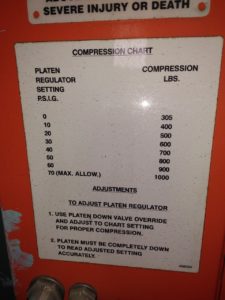 SEVERE INJURY OR DEATH
COMPRESSION CHART
PLATEN COMPRESSION
REGULATOR LBS.
SETTING
P.S.I.G.
0 305
10 400
20 500
30 600
40 700
50 800
60 900
70 (MAX. ALLOW.) 1000
ADJUSTMENTS
TO ADJUST PLATEN REGULATOR
1. USE PLATEN DOWN VALVE OVERRIDE
AND ADJUST TO CHART SETTING
FOR PROPER COMPRESSION.
2. PLATEN MUST BE COMPLETELY DOWN
TO READ ADJUSTED SETTING
ACCURATELY.